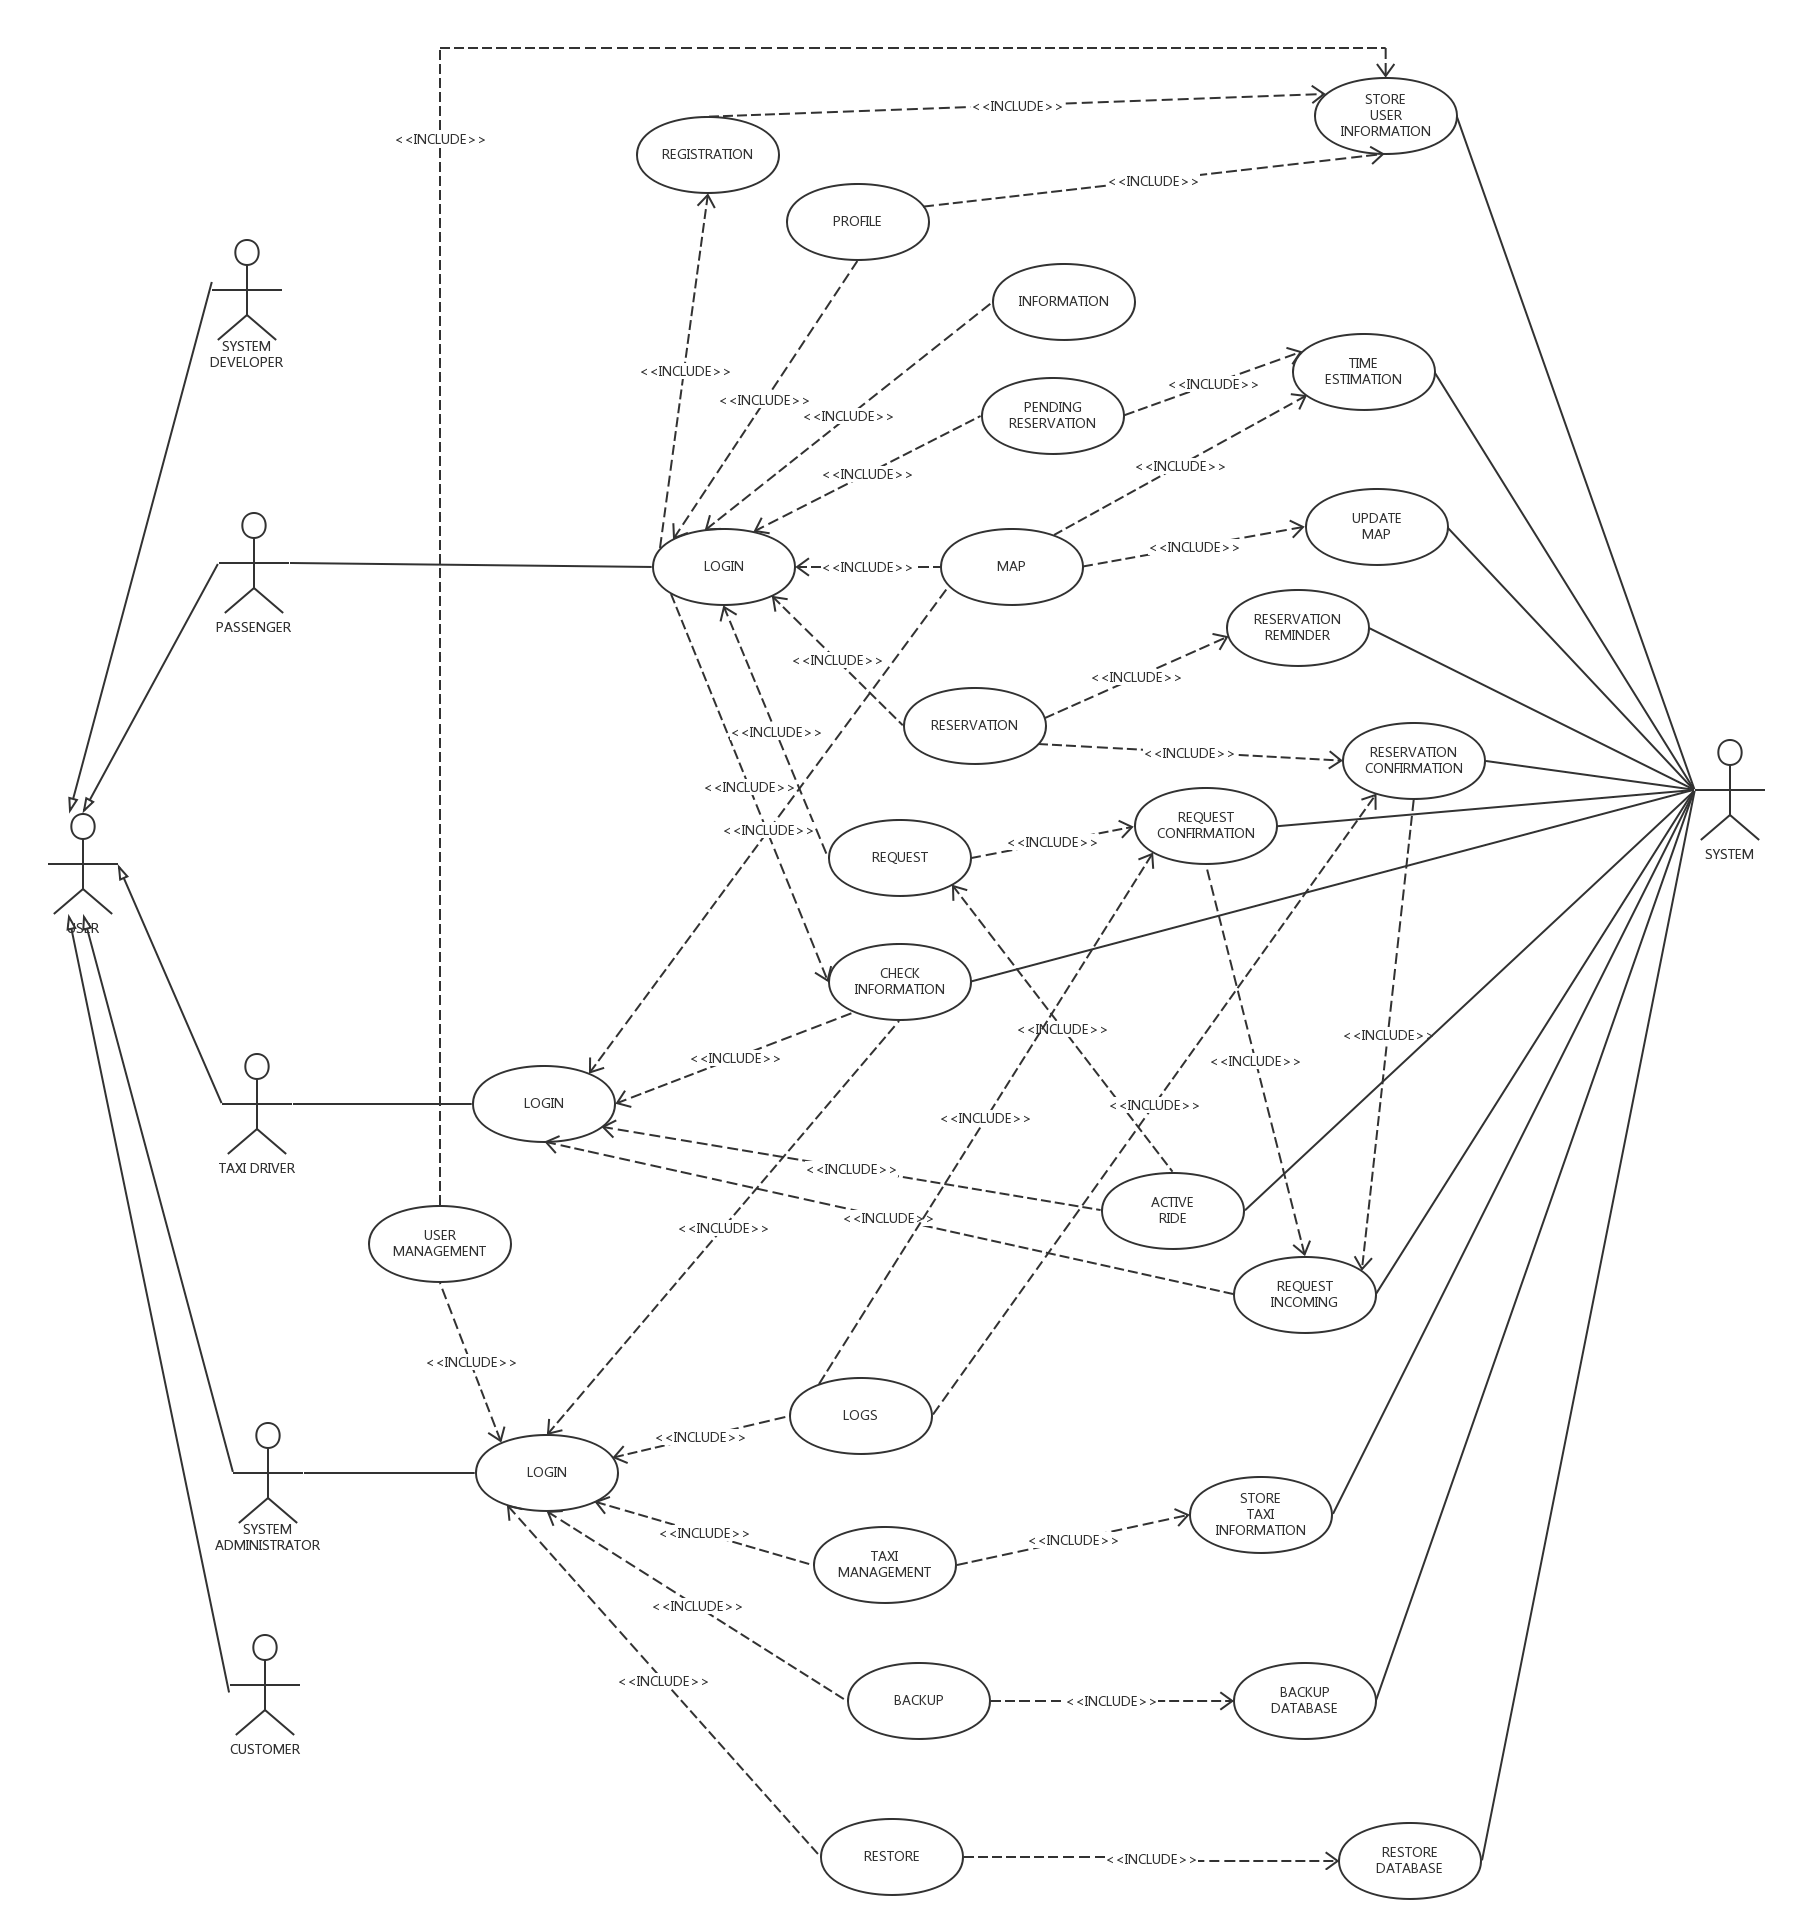 STORE
USER
INFORMATION
<<INCLUDE>>
<<INCLUDE>>
REGISTRATION
<<INCLUDE>>
PROFILE
INFORMATION
SYSTEM
DEVELOPER
TIME
ESTIMATION
<<INCLUDE>>
<<INCLUDE>>
<<INCLUDE>>
<<INCLUDE>>
PENDING
RESERVATION
<<INCLUDE>>
<<INCLUDE>>
UPDATE
MAP
<<INCLUDE>>
LOGIN
<<INCLUDE>>
MAP
PASSENGER
RESERVATION
REMINDER
<<INCLUDE>>
<<INCLUDE>>
RESERVATION
<<INCLUDE>>
<<INCLUDE>>
RESERVATION
CONFIRMATION
<<INCLUDE>>
<<INCLUDE>>
REQUEST
CONFIRMATION
<<INCLUDE>>
REQUEST
SYSTEM
USER
CHECK
INFORMATION
<<INCLUDE>>
<<INCLUDE>>
<<INCLUDE>>
<<INCLUDE>>
LOGIN
<<INCLUDE>>
<<INCLUDE>>
TAXI DRIVER
<<INCLUDE>>
ACTIVE
RIDE
<<INCLUDE>>
<<INCLUDE>>
USER
MANAGEMENT
REQUEST
INCOMING
<<INCLUDE>>
LOGS
<<INCLUDE>>
LOGIN
SYSTEM
ADMINISTRATOR
STORE
TAXI
INFORMATION
<<INCLUDE>>
<<INCLUDE>>
TAXI
MANAGEMENT
<<INCLUDE>>
<<INCLUDE>>
BACKUP
<<INCLUDE>>
BACKUP
DATABASE
CUSTOMER
RESTORE
<<INCLUDE>>
RESTORE
DATABASE